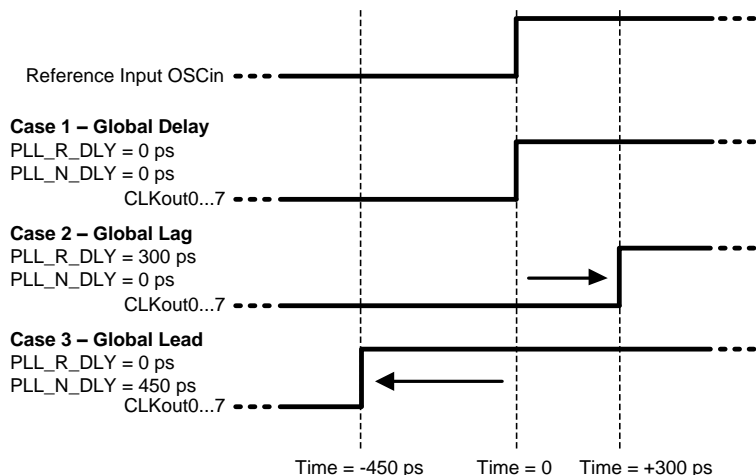 Reference Input OSCin
Case 1 – Global Delay
PLL_R_DLY = 0 ps
PLL_N_DLY = 0 ps
CLKout0...7
Case 2 – Global Lag
PLL_R_DLY = 300 ps
PLL_N_DLY = 0 ps
CLKout0...7
Case 3 – Global Lead
PLL_R_DLY = 0 ps
PLL_N_DLY = 450 ps
CLKout0...7
Time = -450 ps Time = 0 Time = +300 ps